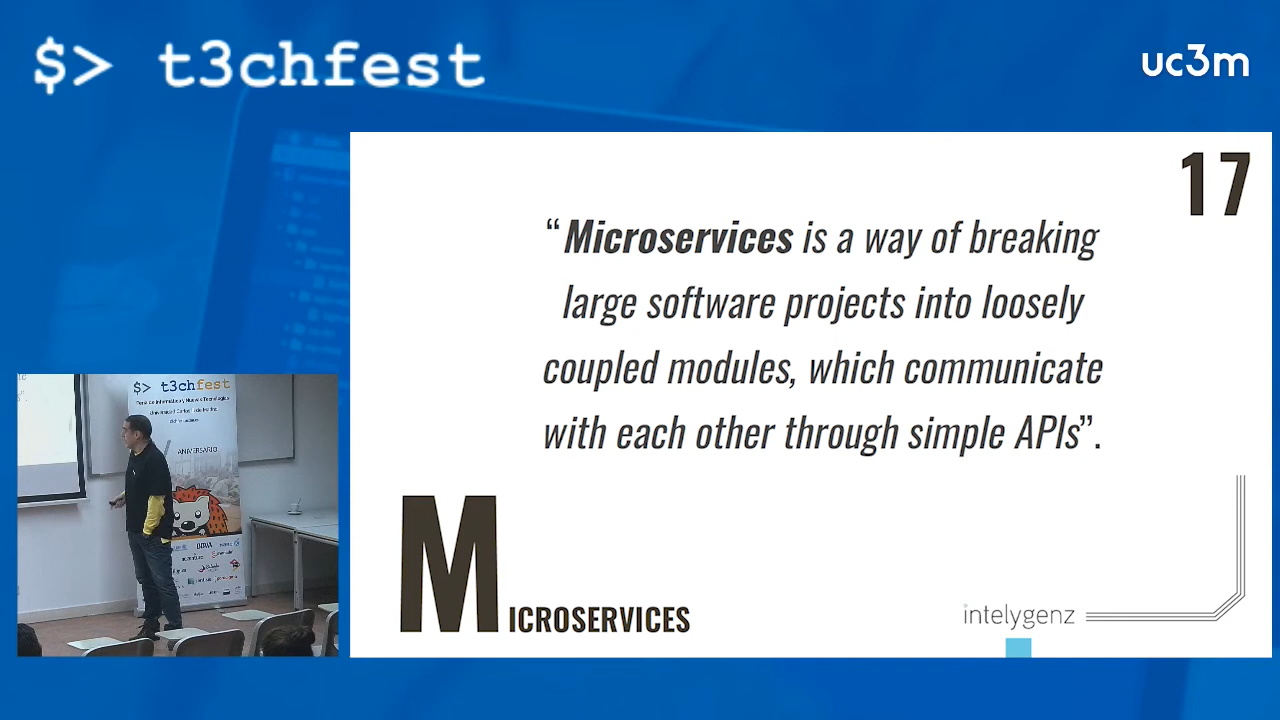 $> t3chfest
uc3m
17
“Microservices is a way of breaking
large software projects into loosely
coupled modules, which communicate
with each other through simple APIs”.
MICROSERVICES
intelygenz
$> t3chfest
ANIVERSARIO
BBVA